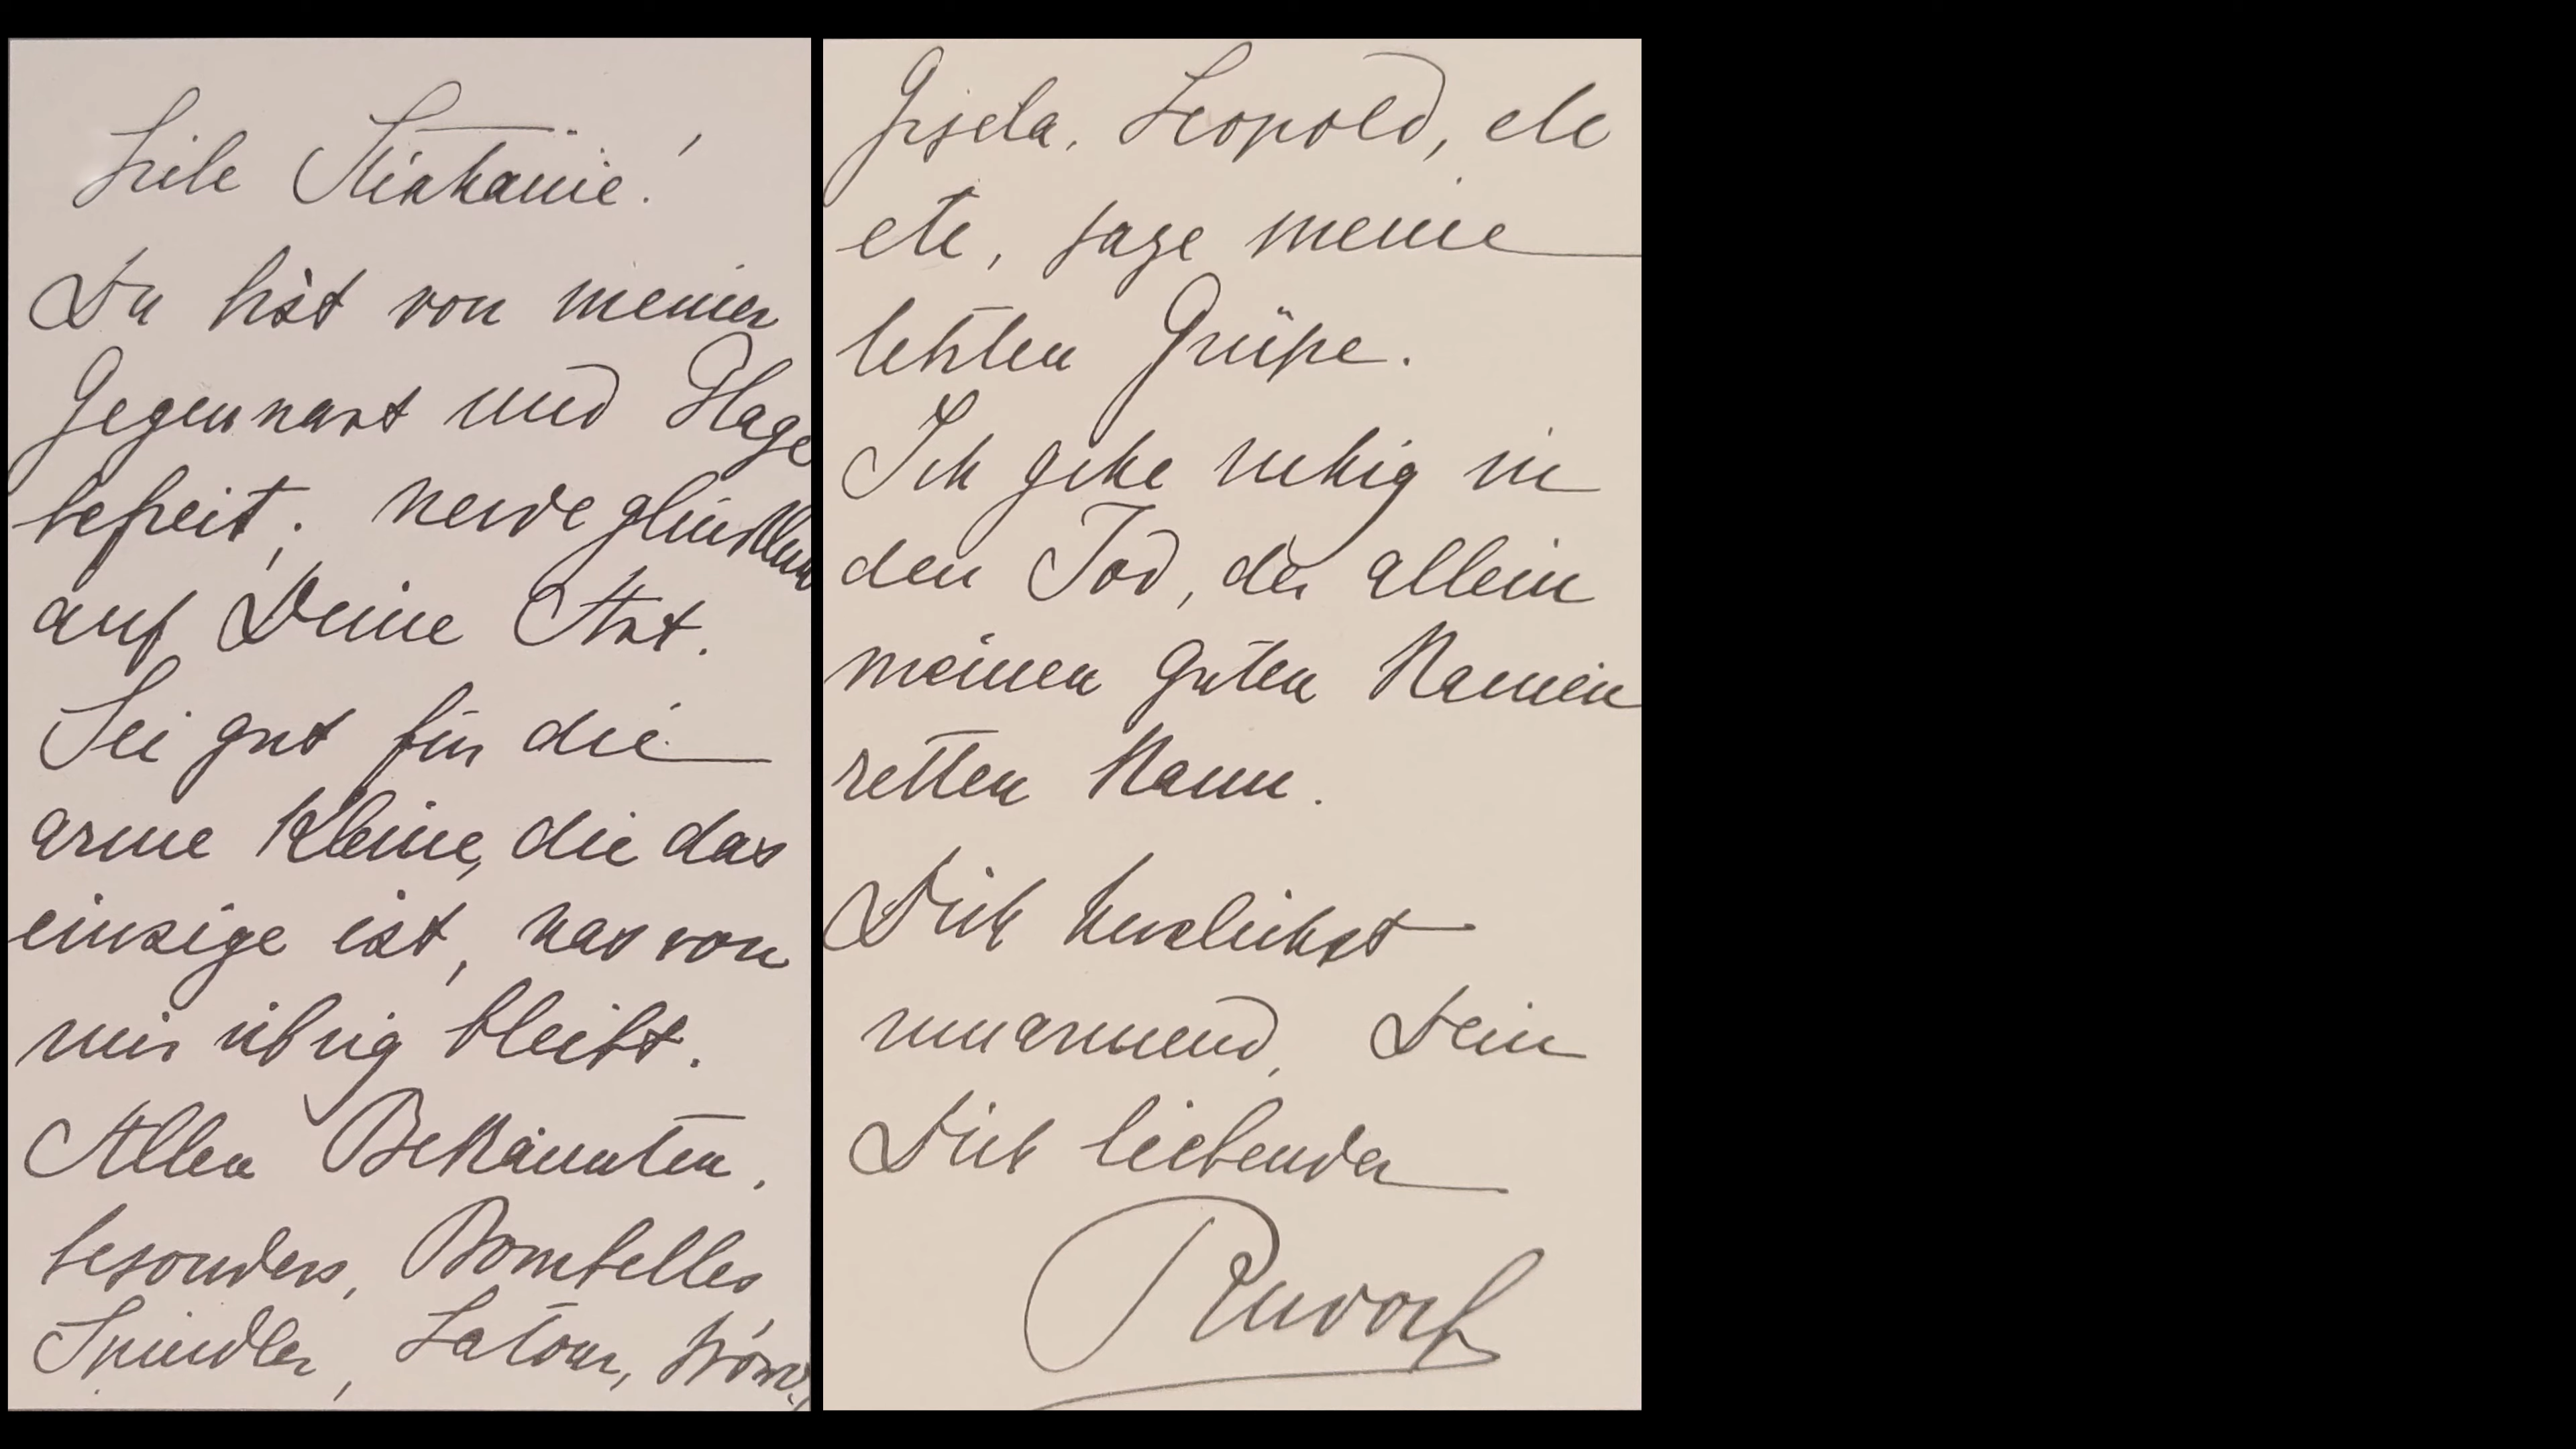 Liebe Stephanie!
Du bist von meiner
Gegenwart und Plage
befreit; werde glücklich
auf Deine Art.
Sei gut für die
arme Kleine, die das
einzige ist, was von
mir übrig bleibt.
Allen Bekannten,
besonders, Bombelles
Spindler, Latour, Wowo,
Gisela, Leopold, etc
etc, sage meine
letzten Grüße.
Ich gehe ruhig in
den Tod, der allein
meinen guten Namen
retten kann.
Dich herzlichst
umarmend, Dein
Dich liebender
Rudolf